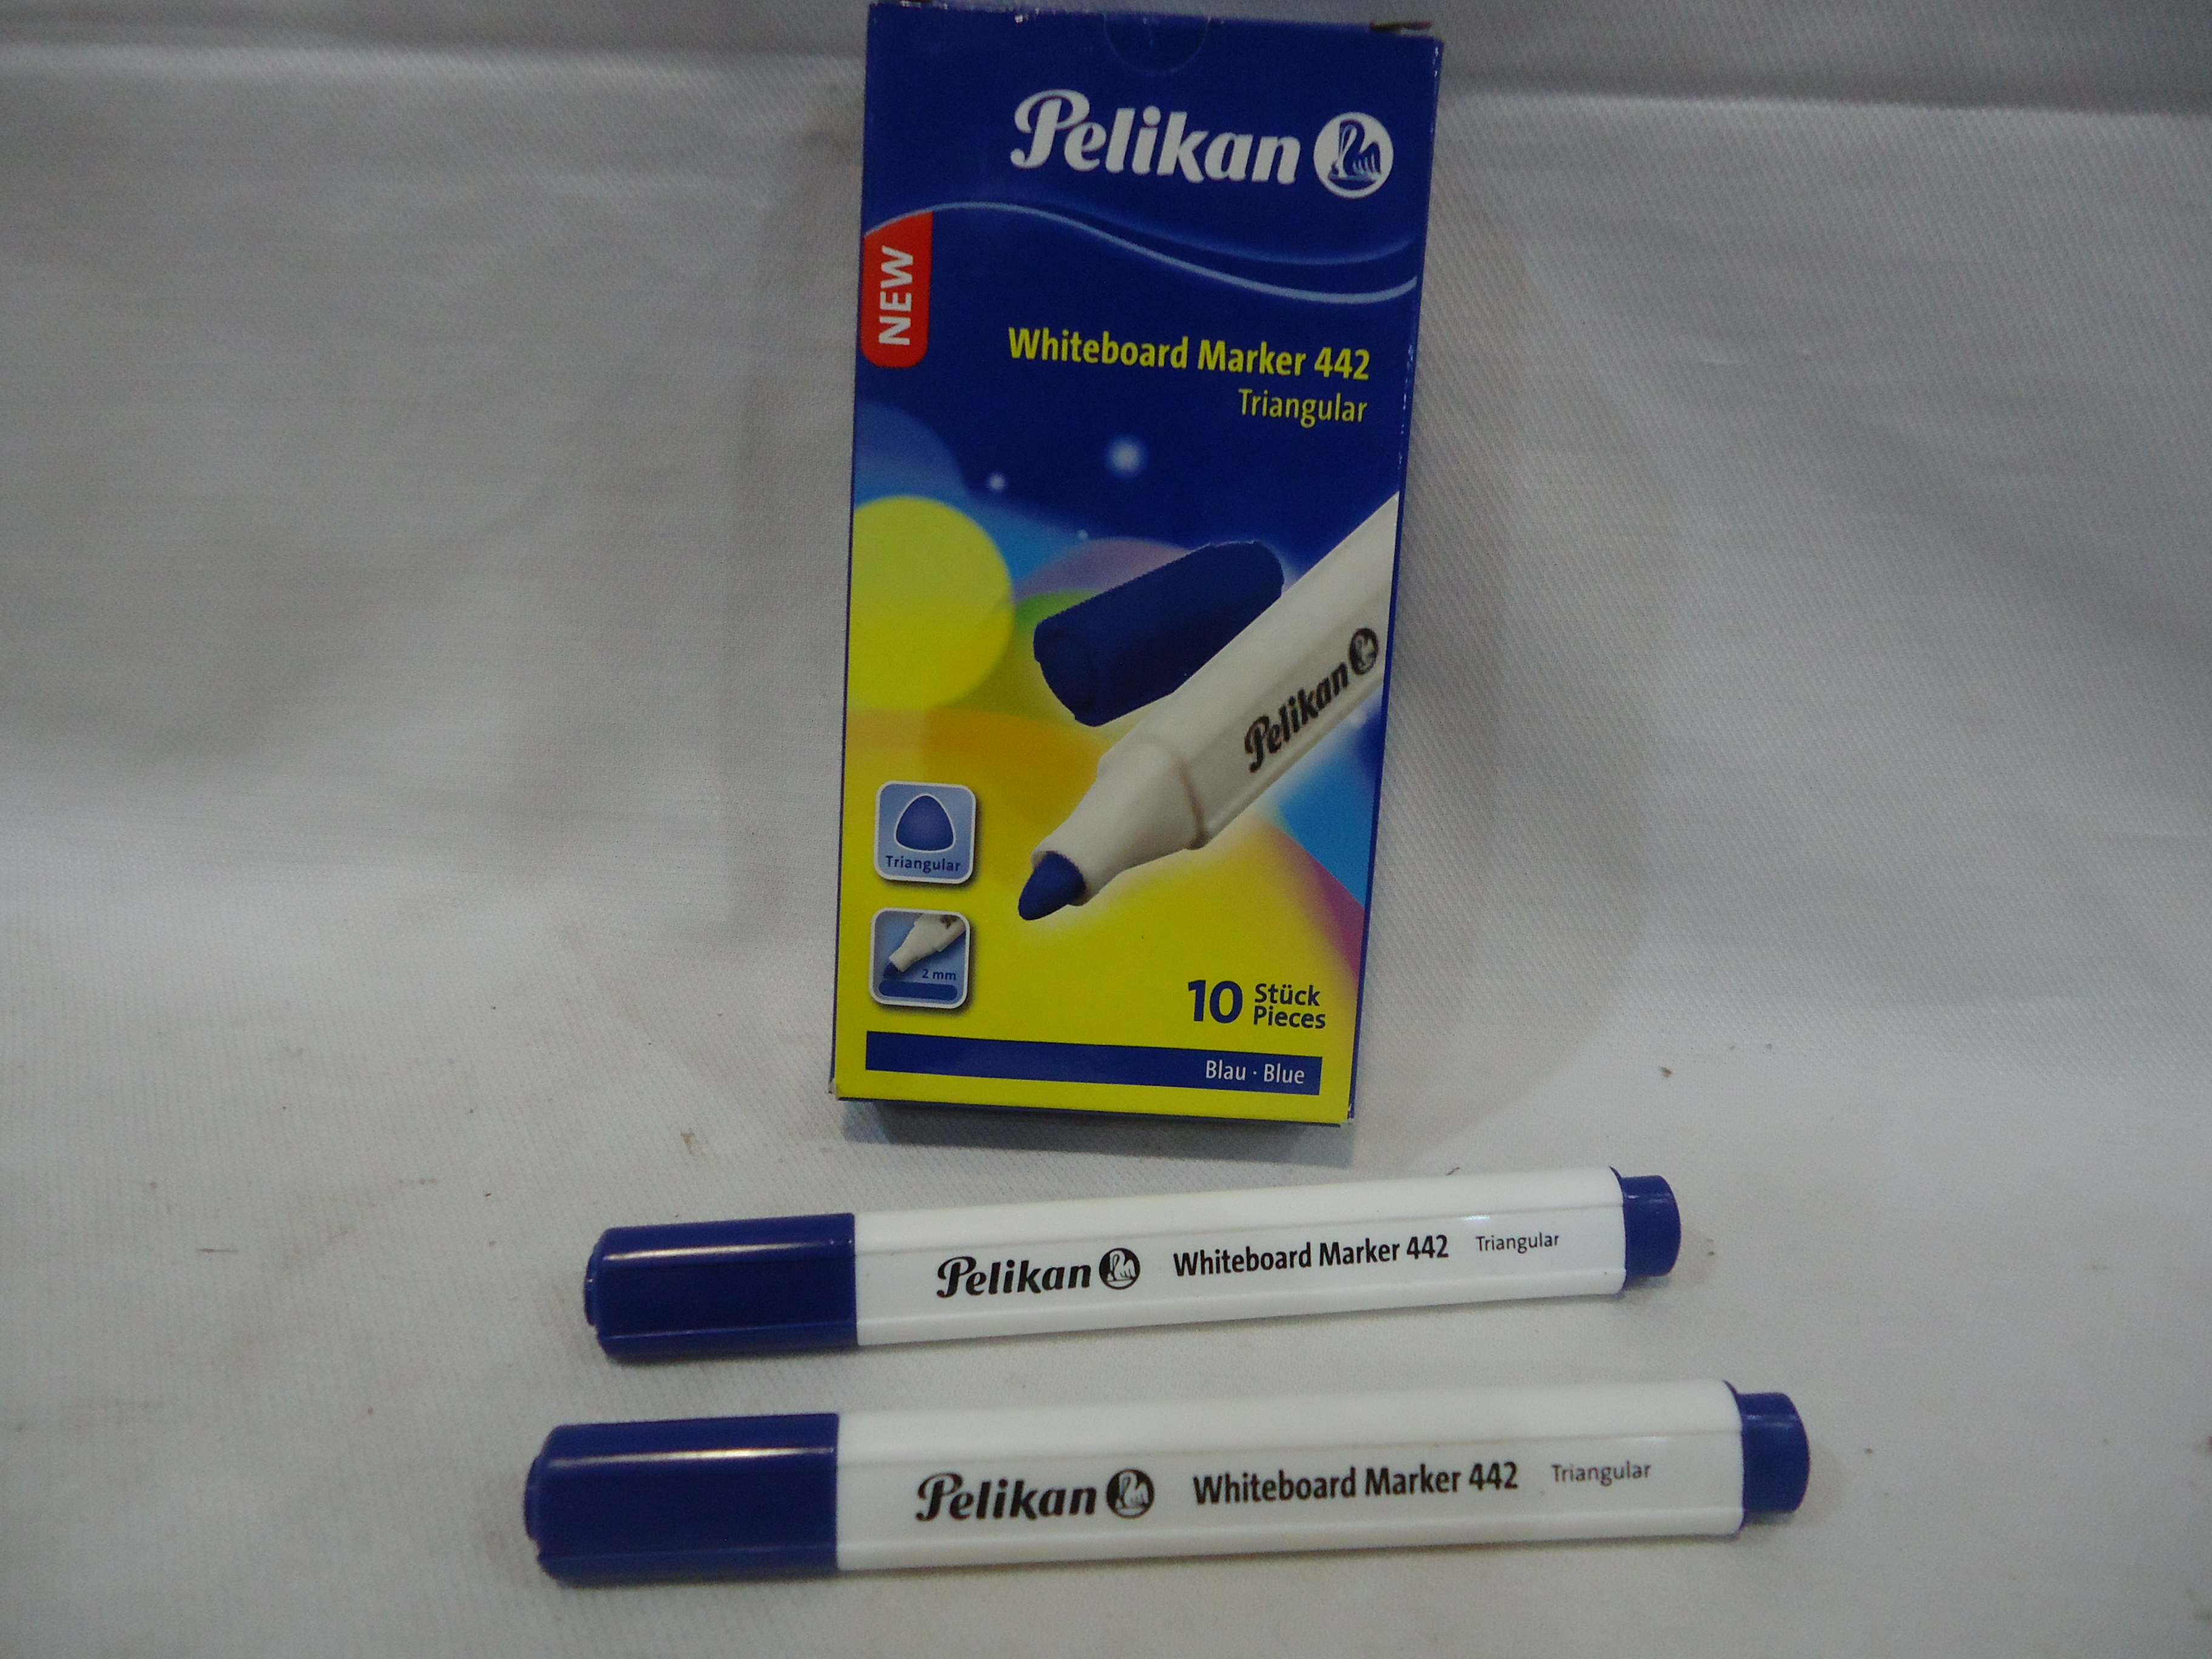 Pelikan
NEW
Whiteboard Marker 442
Triangular
Pelikan
Triangular
2 mm
10 Stück
Pieces
Blau · Blue
Pelikan Whiteboard Marker 442 Triangular
Pelikan Whiteboard Marker 442 Triangular